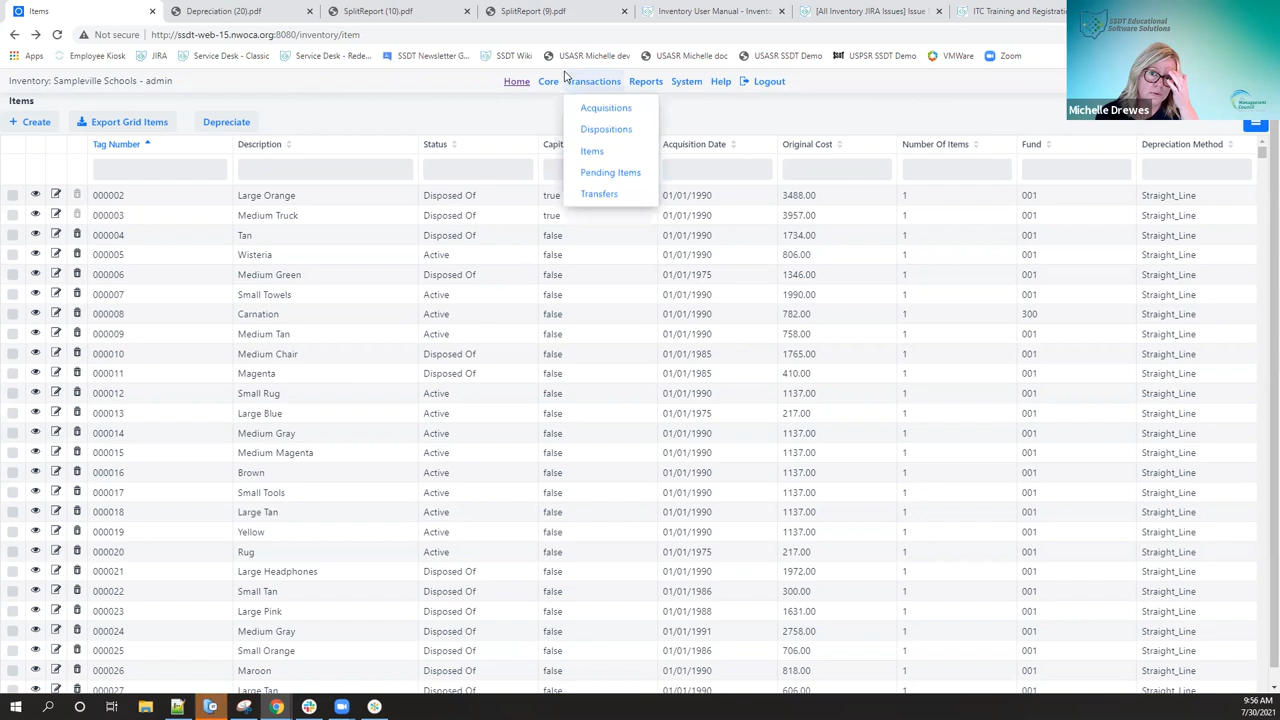 Items
Depreciation (20).pdf
SplitReport (10).pdf
SplitReport (9).pdf
Inventory User Manual - Invento
[All Inventory JIRA Issues] Issue
ITC Training and Registrati
Not secure
http://ssdt-web-15.nwoca.org:8080/inventory/item
Apps
Employee Kiosk
JIRA
Service Desk - Classic
Service Desk - Rede...
SSDT Newsletter G...
SSDT Wiki
USASR Michelle dev
USASR Michelle doc
USASR SSDT Demo
USPSR SSDT Demo
VMWare
Zoom
SSDT Educational
Software Solutions
Management
Council
Michelle Drewes
Inventory: Sampleville Schools - admin
Home Core Transactions Reports System Help Logout
Items
Acquisitions
Dispositions
Items
Pending Items
Transfers
+ Create Export Grid Items Depreciate
Tag Number Description Status Capit Acquisition Date Original Cost Number Of Items Fund Depreciation Method
000002 Large Orange Disposed Of true 01/01/1990 3488.00 1 001 Straight_Line
000003 Medium Truck Disposed Of true 01/01/1990 3957.00 1 001 Straight_Line
000004 Tan Disposed Of false 01/01/1990 1734.00 1 001 Straight_Line
000005 Wisteria Active false 01/01/1990 806.00 1 001 Straight_Line
000006 Medium Green Disposed Of false 01/01/1975 1346.00 1 001 Straight_Line
000007 Small Towels Active false 01/01/1990 1990.00 1 001 Straight_Line
000008 Carnation Active false 01/01/1990 782.00 1 300 Straight_Line
000009 Medium Tan Active false 01/01/1990 758.00 1 001 Straight_Line
000010 Medium Chair Disposed Of false 01/01/1985 1765.00 1 001 Straight_Line
000011 Magenta Disposed Of false 01/01/1985 410.00 1 001 Straight_Line
000012 Small Rug Active false 01/01/1990 1137.00 1 001 Straight_Line
000013 Large Blue Active false 01/01/1975 217.00 1 001 Straight_Line
000014 Medium Gray Active false 01/01/1990 1137.00 1 001 Straight_Line
000015 Medium Magenta Active false 01/01/1990 1137.00 1 001 Straight_Line
000016 Brown Active false 01/01/1990 1137.00 1 001 Straight_Line
000017 Small Tools Active false 01/01/1990 1137.00 1 001 Straight_Line
000018 Large Tan Active false 01/01/1990 1137.00 1 001 Straight_Line
000019 Yellow Active false 01/01/1990 1137.00 1 001 Straight_Line
000020 Rug Active false 01/01/1975 217.00 1 001 Straight_Line
000021 Large Headphones Disposed Of false 01/01/1990 1972.00 1 001 Straight_Line
000022 Small Tan Disposed Of false 01/01/1986 300.00 1 001 Straight_Line
000023 Large Pink Disposed Of false 01/01/1988 1631.00 1 001 Straight_Line
000024 Medium Gray Disposed Of false 01/01/1991 2758.00 1 001 Straight_Line
000025 Small Orange Disposed Of false 01/01/1986 706.00 1 001 Straight_Line
000026 Maroon Disposed Of false 01/01/1990 818.00 1 001 Straight_Line
000027 Large Tan Disposed Of false 01/01/1990 606.00 1 001 Straight_Line
9:56 AM
7/30/2021